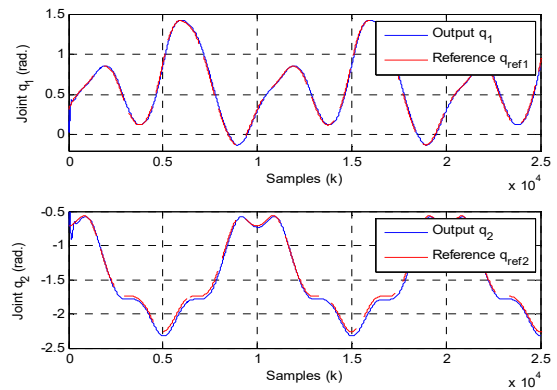 1.5
1
0.5
0
Joint q1 (rad.)
Output q1
Reference qref1
0 0.5 1 1.5 2 2.5
Samples (k)
x 10^4
-0.5
-1
-1.5
-2
-2.5
Joint q2 (rad.)
Output q2
Reference qref2
0 0.5 1 1.5 2 2.5
Samples (k)
x 10^4